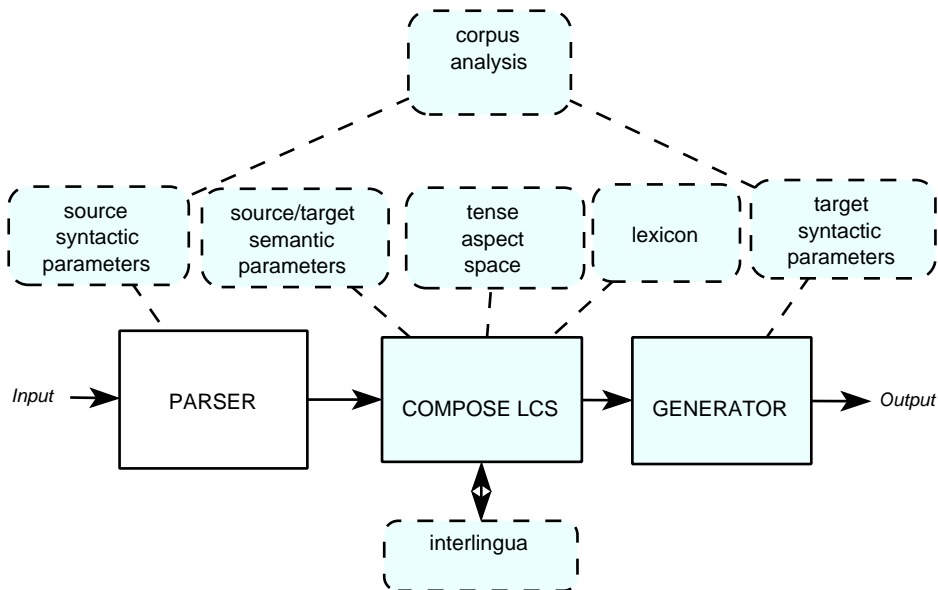 corpus
analysis
source
syntactic
parameters
source/target
semantic
parameters
tense
aspect
space
lexicon
target
syntactic
parameters
Input
PARSER
COMPOSE LCS
GENERATOR
Output
interlingua